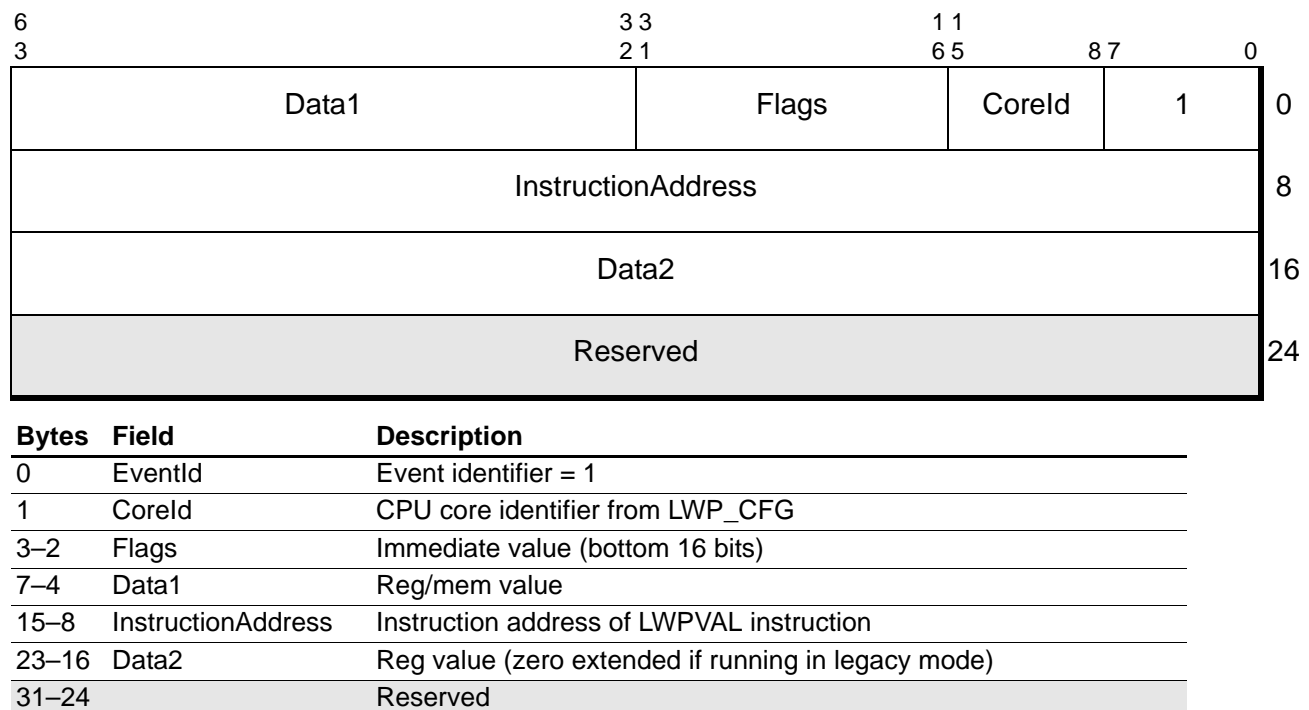 6 3 3 1 1
3 2 1 6 5 8 7 0
Data1 Flags CoreId 1 0
InstructionAddress 8
Data2 16
Reserved 24
Bytes Field Description
0 EventId Event identifier = 1
1 CoreId CPU core identifier from LWP_CFG
3–2 Flags Immediate value (bottom 16 bits)
7–4 Data1 Reg/mem value
15–8 InstructionAddress Instruction address of LWPVAL instruction
23–16 Data2 Reg value (zero extended if running in legacy mode)
31–24 Reserved